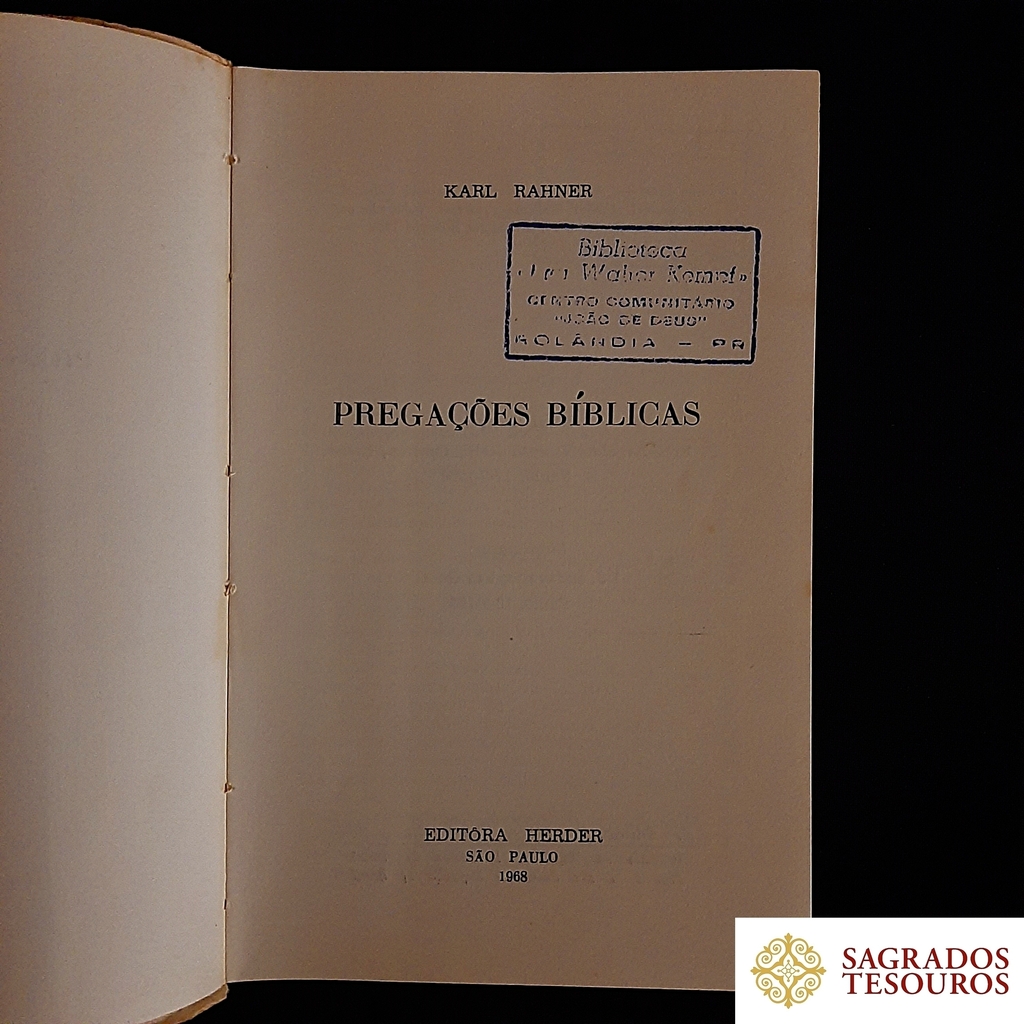 KARL RAHNER
Biblioteca
CENTRO COMUNITÁRIO
"JOÃO DE DEUS"
ROLÂNDIA — PR
PREGAÇÕES BÍBLICAS
EDITÔRA HERDER
SÃO PAULO
1968
SAGRADOS
TESOUROS